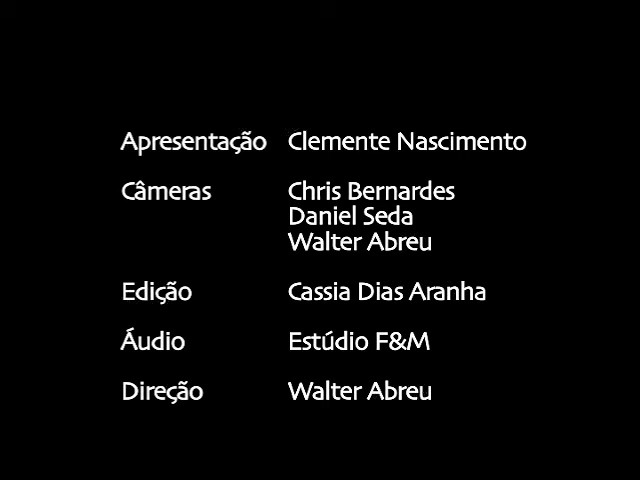 Apresentação Clemente Nascimento
Câmeras Chris Bernardes
Daniel Seda
Walter Abreu
Edição Cassia Dias Aranha
Áudio Estúdio F&M
Direção Walter Abreu